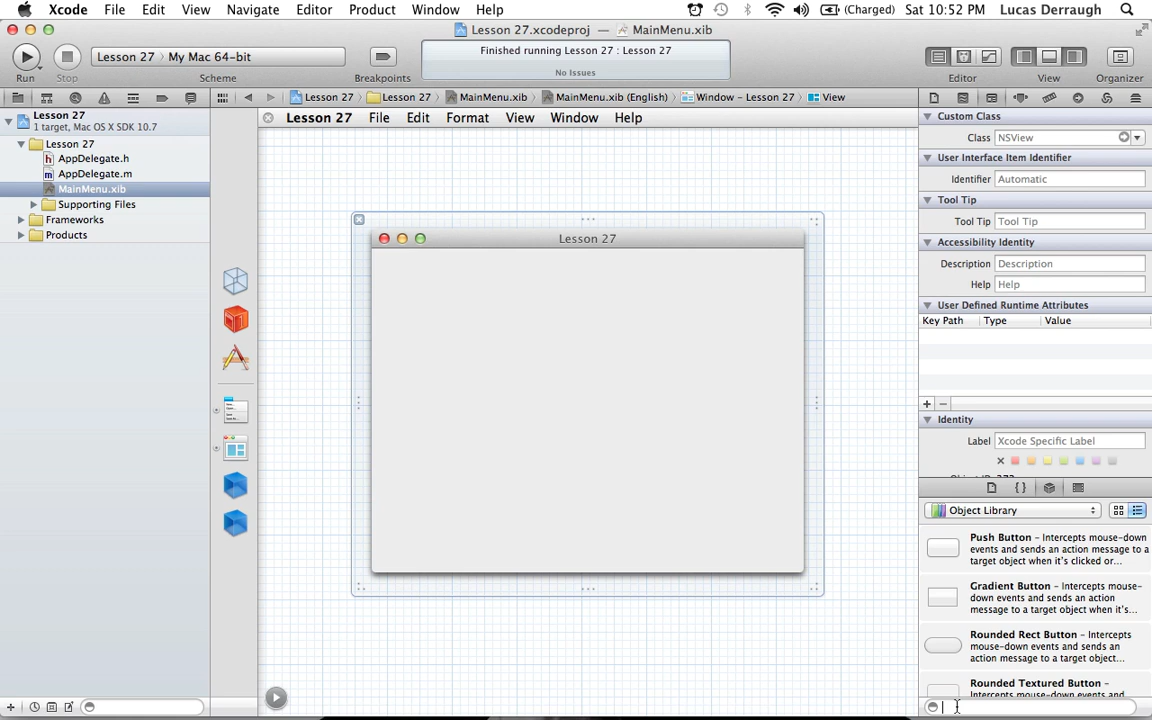 Xcode File Edit View Navigate Editor Product Window Help (Charged) Sat 10:52 PM Lucas Derraugh
Lesson 27.xcodeproj — MainMenu.xib
Lesson 27 › My Mac 64-bit
Finished running Lesson 27 : Lesson 27
No Issues
Run Stop Scheme Breakpoints Editor View Organizer
Lesson 27 Lesson 27 MainMenu.xib MainMenu.xib (English) Window – Lesson 27 View
Lesson 27
1 target, Mac OS X SDK 10.7
Lesson 27
AppDelegate.h
AppDelegate.m
MainMenu.xib
Supporting Files
Frameworks
Products
Lesson 27 File Edit Format View Window Help
Lesson 27
Custom Class
Class NSView
User Interface Item Identifier
Identifier Automatic
Tool Tip
Tool Tip Tool Tip
Accessibility Identity
Description Description
Help Help
User Defined Runtime Attributes
Key Path Type Value
Identity
Label Xcode Specific Label
Object Library
Push Button – Intercepts mouse-down
events and sends an action message to a
target object when it's clicked or...
Gradient Button – Intercepts mouse-
down events and sends an action
message to a target object when it's...
Rounded Rect Button – Intercepts
mouse-down events and sends an
action message to a target object...
Rounded Textured Button –
Intercepts mouse-down events and